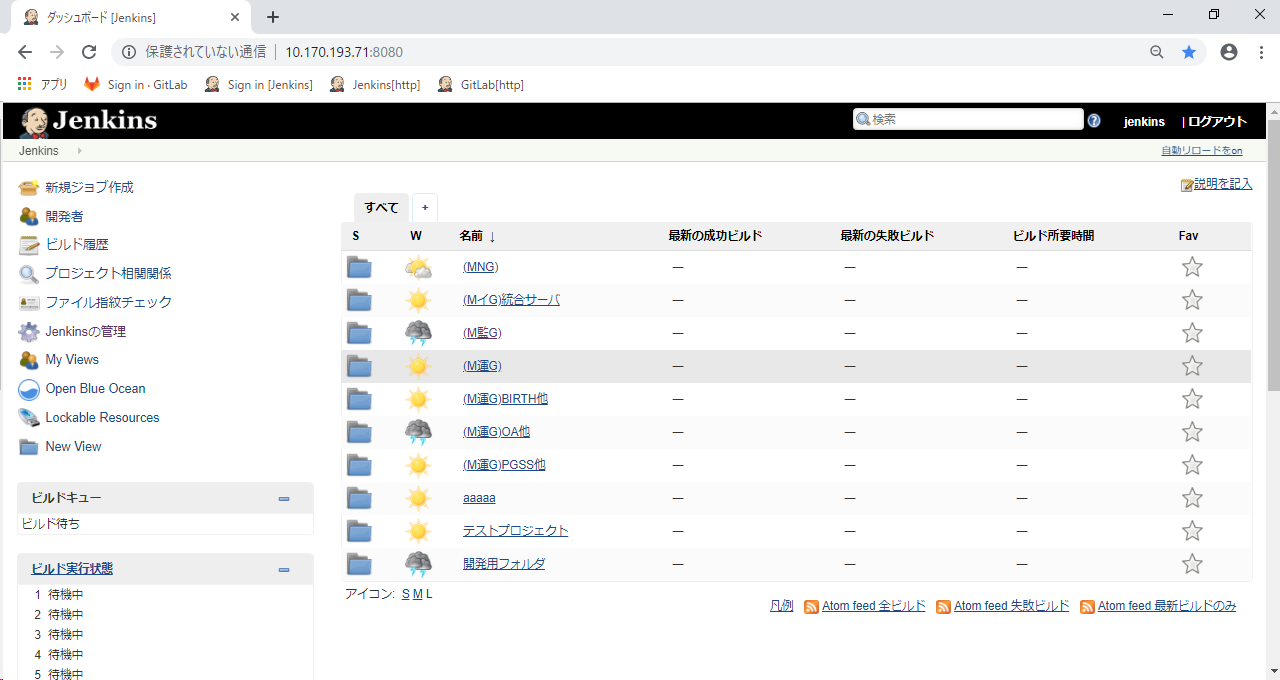 ダッシュボード [Jenkins]
保護されていない通信 10.170.193.71:8080
アプリ Sign in · GitLab Sign in [Jenkins] Jenkins[http] GitLab[http]
Jenkins 検索 jenkins | ログアウト
Jenkins 自動リロードをon
説明を記入
新規ジョブ作成
開発者
ビルド履歴
プロジェクト相関関係
ファイル指紋チェック
Jenkinsの管理
My Views
Open Blue Ocean
Lockable Resources
New View
ビルドキュー
ビルド待ち
ビルド実行状態
1 待機中
2 待機中
3 待機中
4 待機中
5 待機中
すべて +
S W 名前 ↓ 最新の成功ビルド 最新の失敗ビルド ビルド所要時間 Fav
(MNG) — — —
(MイG)統合サーバ — — —
(M監G) — — —
(M運G) — — —
(M運G)BIRTH他 — — —
(M運G)OA他 — — —
(M運G)PGSS他 — — —
aaaaa — — —
テストプロジェクト — — —
開発用フォルダ — — —
アイコン: S M L
凡例 Atom feed 全ビルド Atom feed 失敗ビルド Atom feed 最新ビルドのみ